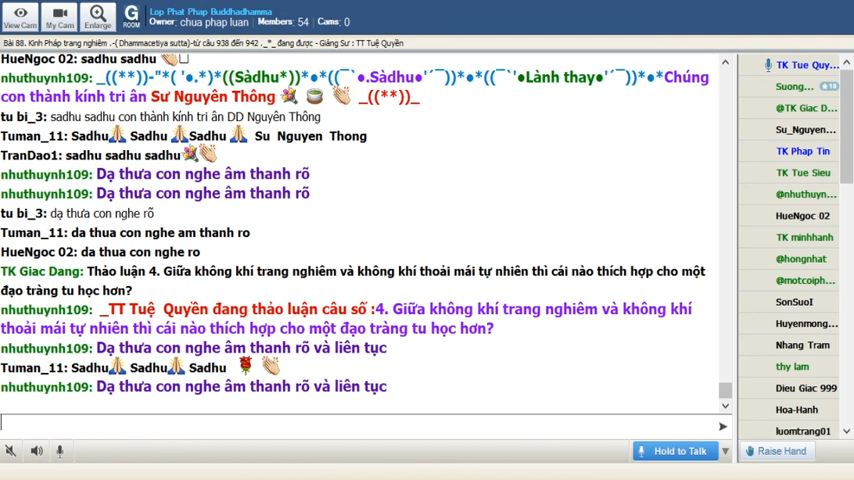 View Cam
My Cam
Enlarge
G
ROOM
Lop Phat Phap Buddhadhamma
Owner: chua phap luan Members: 54 Cams: 0
Bài 88. Kinh Pháp trang nghiêm .-( Dhammacetiya sutta)-từ câu 938 đến 942 ._*_ đang được - Giảng Sư : TT Tuệ Quyền
HueNgoc 02: sadhu sadhu
nhuthuynh109: _((**))-"*( '●.*)*((Sàdhu*))*●*((¯`●.Sàdhu●'´¯))*●*((¯`'●Lành thay●'´¯))*●*Chúng
con thành kính tri ân Sư Nguyên Thông _((**))_
tu bi_3: sadhu sadhu con thành kính tri ân DD Nguyên Thông
Tuman_11: Sadhu Sadhu Sadhu Su Nguyen Thong
TranDao1: sadhu sadhu sadhu
nhuthuynh109: Dạ thưa con nghe âm thanh rõ
nhuthuynh109: Dạ thưa con nghe âm thanh rõ
tu bi_3: dạ thưa con nghe rõ
Tuman_11: da thua con nghe am thanh ro
HueNgoc 02: da thua con nghe ro
TK Giac Dang: Thảo luận 4. Giữa không khí trang nghiêm và không khí thoải mái tự nhiên thì cái nào thích hợp cho một
đạo tràng tu học hơn?
nhuthuynh109: _TT Tuệ Quyền đang thảo luận câu số :4. Giữa không khí trang nghiêm và không khí
thoải mái tự nhiên thì cái nào thích hợp cho một đạo tràng tu học hơn?
nhuthuynh109: Dạ thưa con nghe âm thanh rõ và liên tục
Tuman_11: Sadhu Sadhu Sadhu
nhuthuynh109: Dạ thưa con nghe âm thanh rõ và liên tục
Hold to Talk
TK Tue Quy...
Suong...
@TK Giac D...
Su_Nguyen...
TK Phap Tin
TK Tue Sieu
@nhuthuyn...
HueNgoc 02
TK minhhanh
@hongnhat
@motcoiph...
SonSuoI
Huyenmong...
Nhang Tram
thy lam
Dieu Giac 999
Hoa-Hanh
luomtrang01
Raise Hand